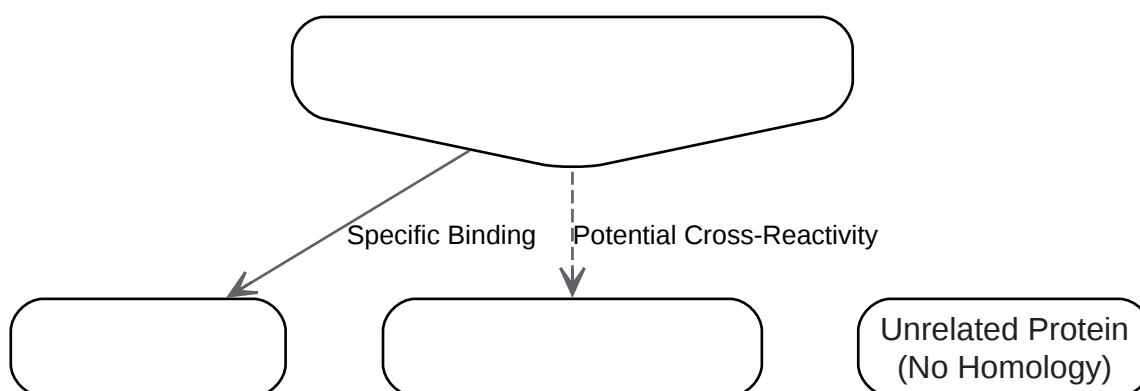 Specific Binding
Potential Cross-Reactivity
Unrelated Protein
(No Homology)